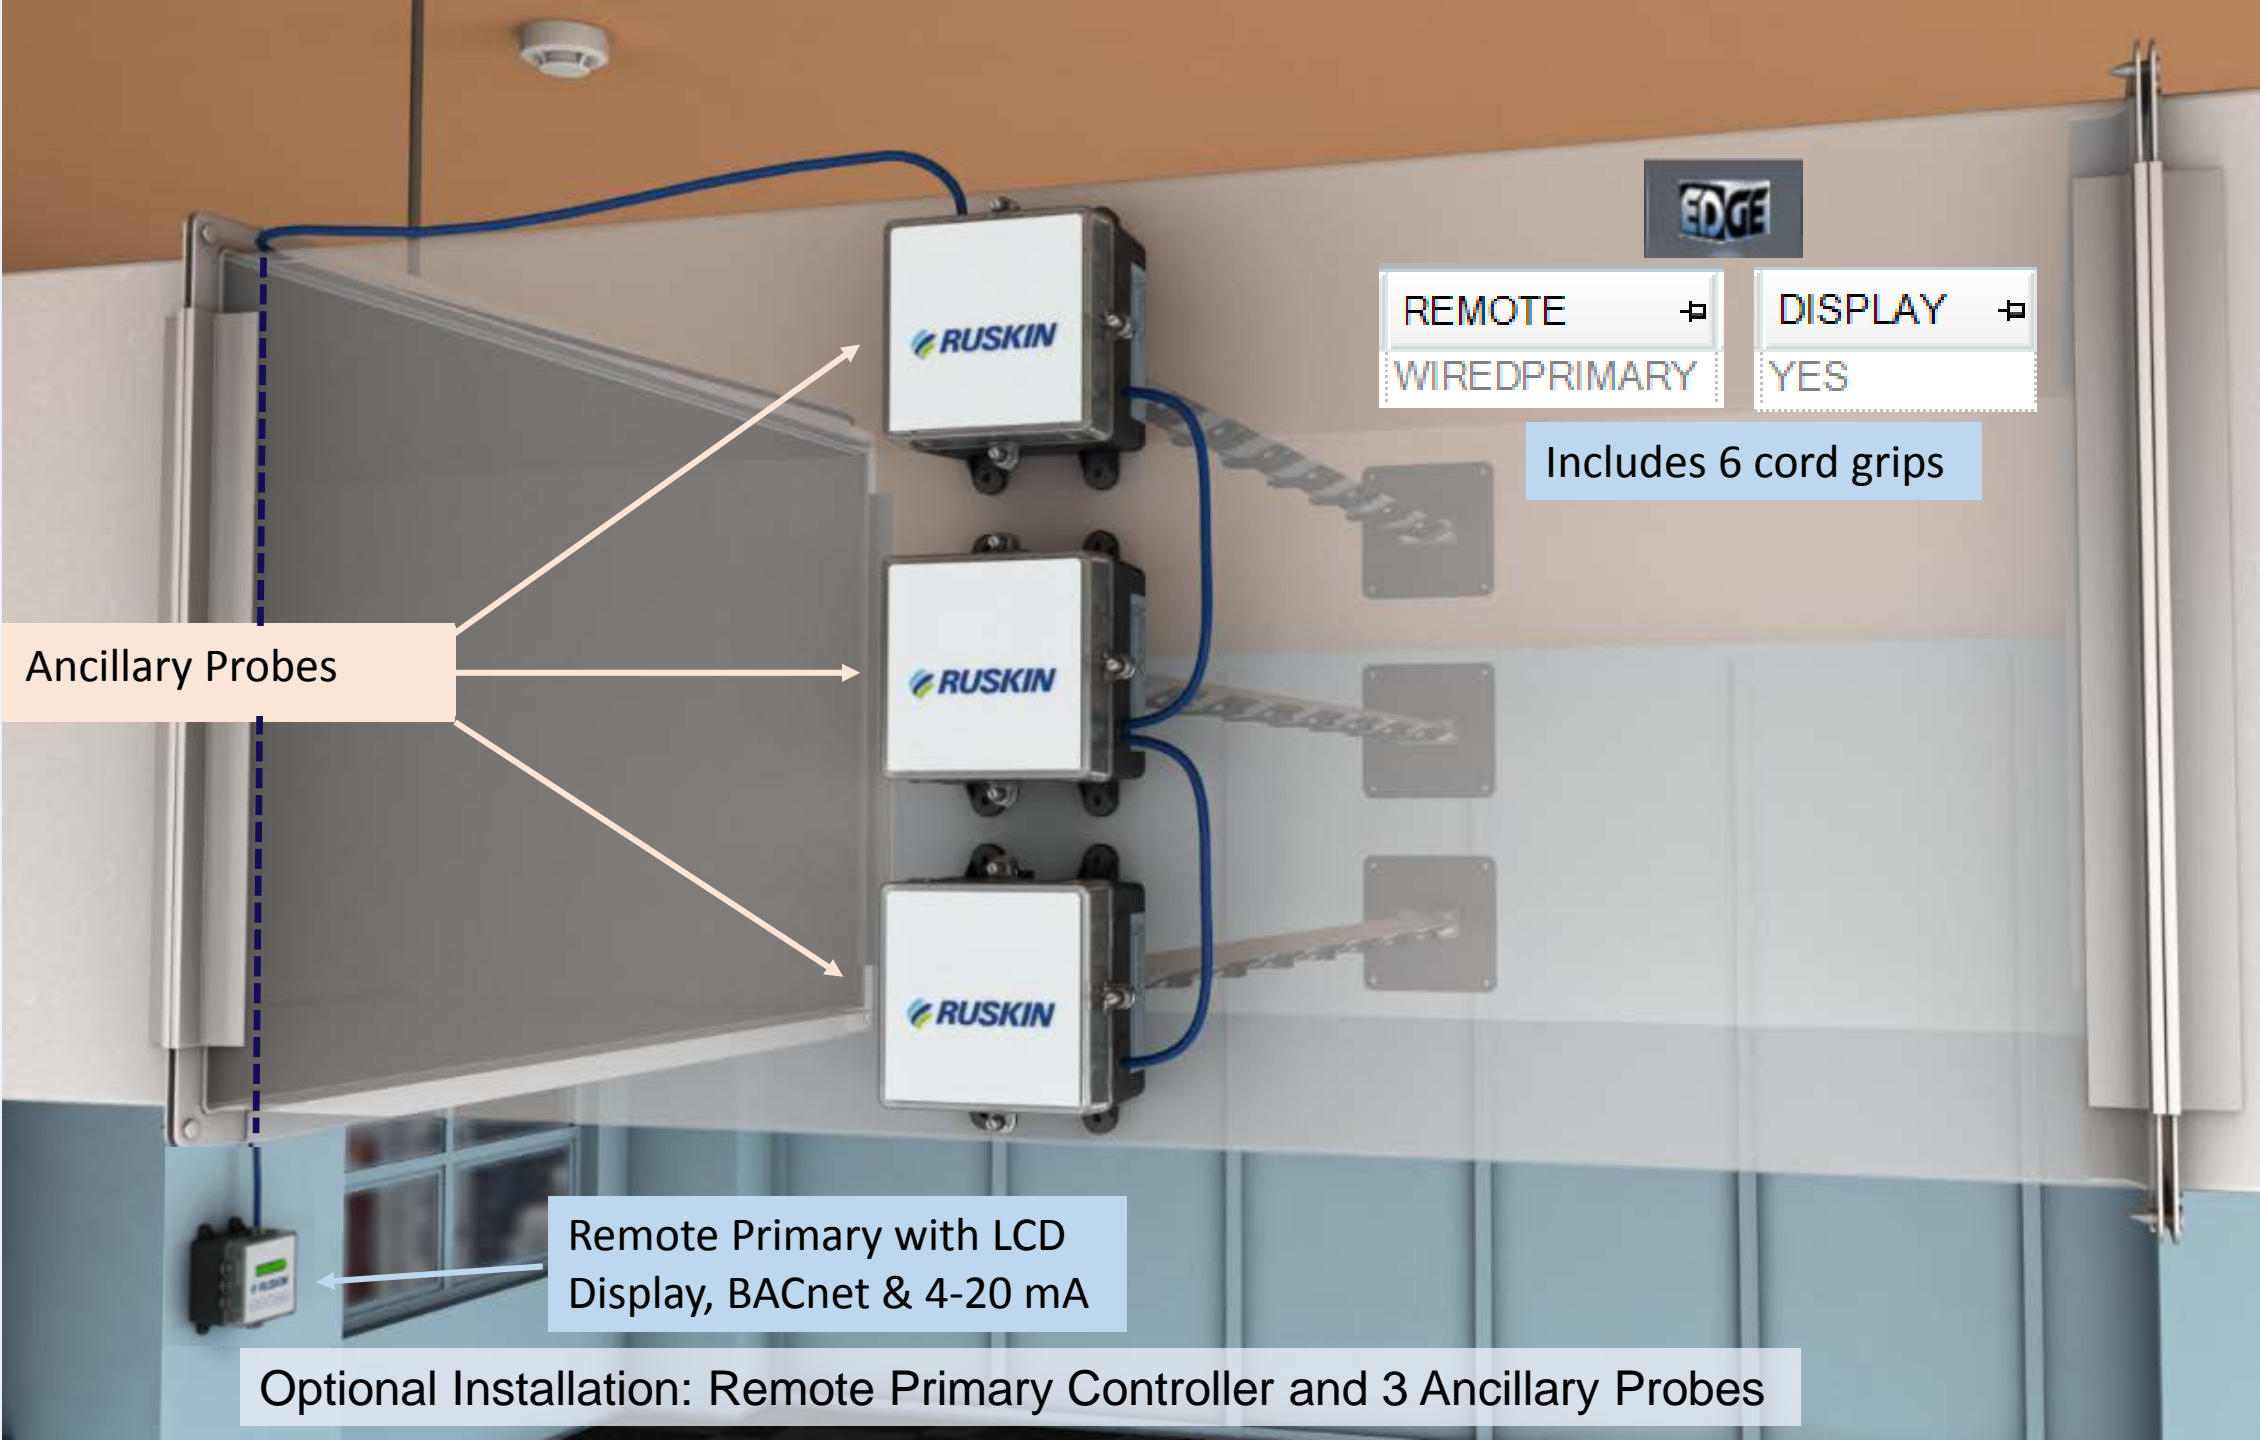 EDGE
REMOTE
DISPLAY
WIREDPRIMARY
YES
Includes 6 cord grips
RUSKIN
Ancillary Probes
RUSKIN
RUSKIN
Remote Primary with LCD
Display, BACnet & 4-20 mA
RUSKIN
Optional Installation: Remote Primary Controller and 3 Ancillary Probes